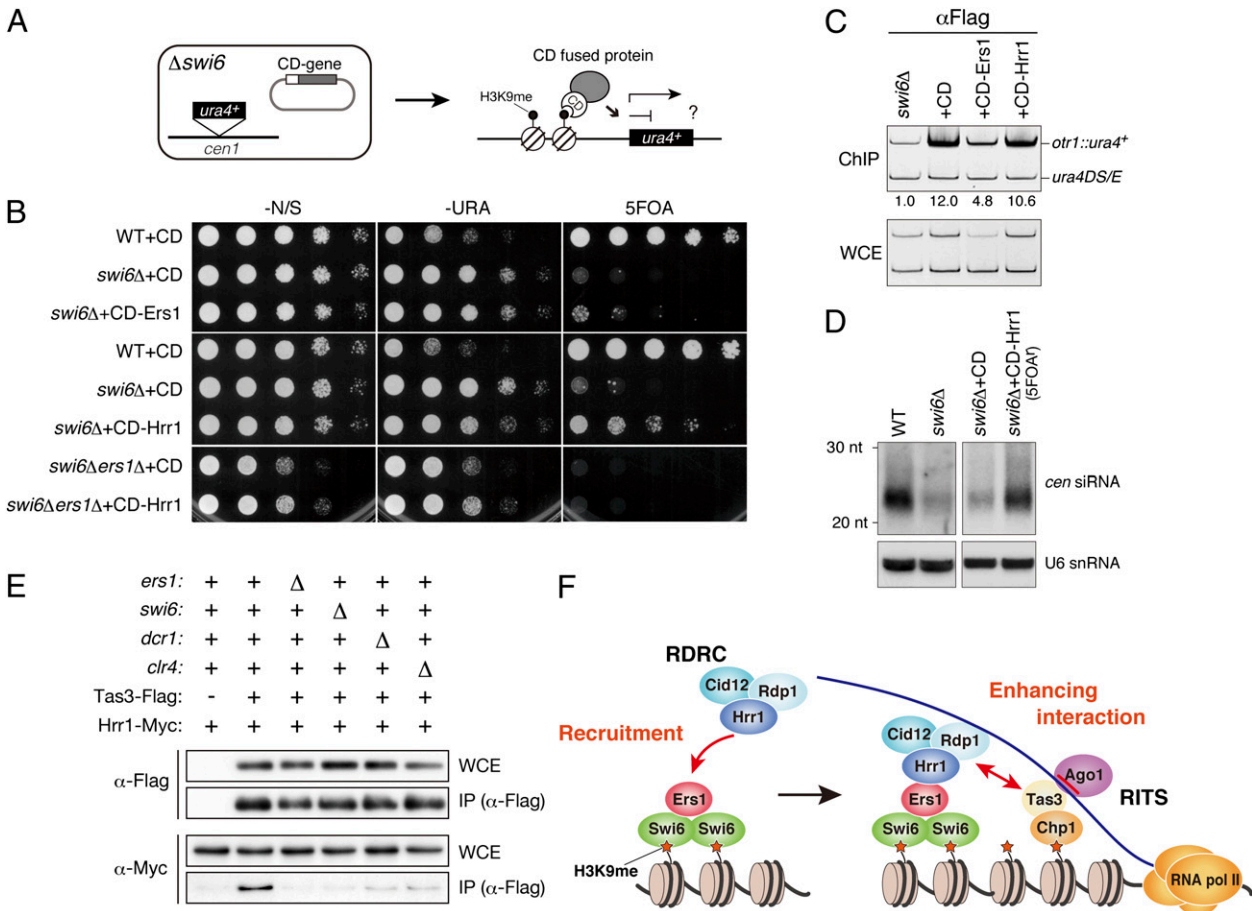 A
Δswi6
CD-gene
ura4+
cen1
CD fused protein
H3K9me
CD
?
ura4+
B
-N/S -URA 5FOA
WT+CD
swi6Δ+CD
swi6Δ+CD-Ers1
WT+CD
swi6Δ+CD
swi6Δ+CD-Hrr1
swi6Δers1Δ+CD
swi6Δers1Δ+CD-Hrr1
C
αFlag
swi6Δ
+CD
+CD-Ers1
+CD-Hrr1
ChIP
otr1::ura4+
ura4DS/E
1.0 12.0 4.8 10.6
WCE
D
WT
swi6Δ
swi6Δ+CD
swi6Δ+CD-Hrr1
(5FOAr)
30 nt
20 nt
cen siRNA
U6 snRNA
E
ers1: + + Δ + + +
swi6: + + + Δ + +
dcr1: + + + + Δ +
clr4: + + + + + Δ
Tas3-Flag: - + + + + +
Hrr1-Myc: + + + + + +
α-Flag
WCE
IP (α-Flag)
α-Myc
WCE
IP (α-Flag)
F
RDRC
Cid12
Rdp1
Hrr1
Recruitment
Ers1
Swi6 Swi6
H3K9me
Enhancing
interaction
Cid12
Rdp1
Hrr1
Ers1
Swi6 Swi6
Ago1
Tas3
RITS
Chp1
RNA pol II